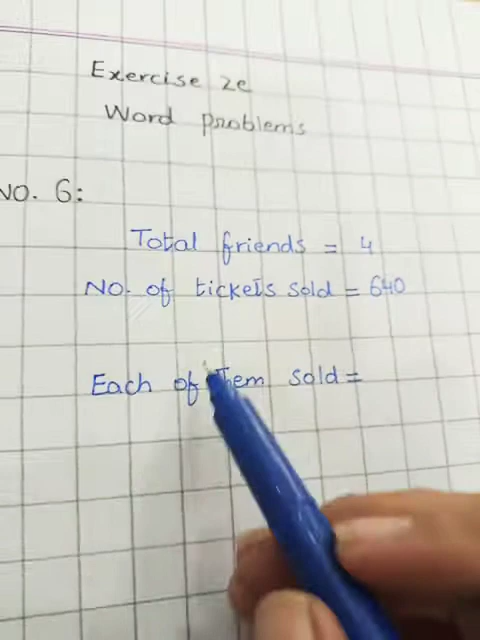 Exercise 2e
Word problems
No. 6:
Total friends = 4
No. of tickets sold = 640
Each of them sold =